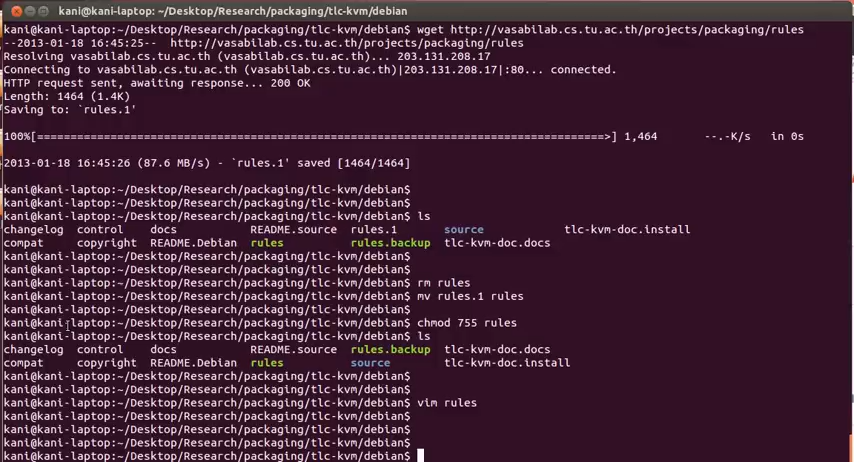 kani@kani-laptop: ~/Desktop/Research/packaging/tlc-kvm/debian
kani@kani-laptop:~/Desktop/Research/packaging/tlc-kvm/debian$ wget http://vasabilab.cs.tu.ac.th/projects/packaging/rules
--2013-01-18 16:45:25--  http://vasabilab.cs.tu.ac.th/projects/packaging/rules
Resolving vasabilab.cs.tu.ac.th (vasabilab.cs.tu.ac.th)... 203.131.208.17
Connecting to vasabilab.cs.tu.ac.th (vasabilab.cs.tu.ac.th)|203.131.208.17|:80... connected.
HTTP request sent, awaiting response... 200 OK
Length: 1464 (1.4K)
Saving to: `rules.1'
100%[======================================================================================>] 1,464       --.-K/s   in 0s
2013-01-18 16:45:26 (87.6 MB/s) - `rules.1' saved [1464/1464]
kani@kani-laptop:~/Desktop/Research/packaging/tlc-kvm/debian$
kani@kani-laptop:~/Desktop/Research/packaging/tlc-kvm/debian$
kani@kani-laptop:~/Desktop/Research/packaging/tlc-kvm/debian$ ls
changelog  control    docs           README.source  rules.1       source            tlc-kvm-doc.install
compat     copyright  README.Debian  rules          rules.backup  tlc-kvm-doc.docs
kani@kani-laptop:~/Desktop/Research/packaging/tlc-kvm/debian$
kani@kani-laptop:~/Desktop/Research/packaging/tlc-kvm/debian$
kani@kani-laptop:~/Desktop/Research/packaging/tlc-kvm/debian$ rm rules
kani@kani-laptop:~/Desktop/Research/packaging/tlc-kvm/debian$ mv rules.1 rules
kani@kani-laptop:~/Desktop/Research/packaging/tlc-kvm/debian$
kani@kani-laptop:~/Desktop/Research/packaging/tlc-kvm/debian$ chmod 755 rules
kani@kani-laptop:~/Desktop/Research/packaging/tlc-kvm/debian$ ls
changelog  control    docs           README.source  rules.backup  tlc-kvm-doc.docs
compat     copyright  README.Debian  rules          source        tlc-kvm-doc.install
kani@kani-laptop:~/Desktop/Research/packaging/tlc-kvm/debian$
kani@kani-laptop:~/Desktop/Research/packaging/tlc-kvm/debian$
kani@kani-laptop:~/Desktop/Research/packaging/tlc-kvm/debian$ vim rules
kani@kani-laptop:~/Desktop/Research/packaging/tlc-kvm/debian$
kani@kani-laptop:~/Desktop/Research/packaging/tlc-kvm/debian$
kani@kani-laptop:~/Desktop/Research/packaging/tlc-kvm/debian$
kani@kani-laptop:~/Desktop/Research/packaging/tlc-kvm/debian$